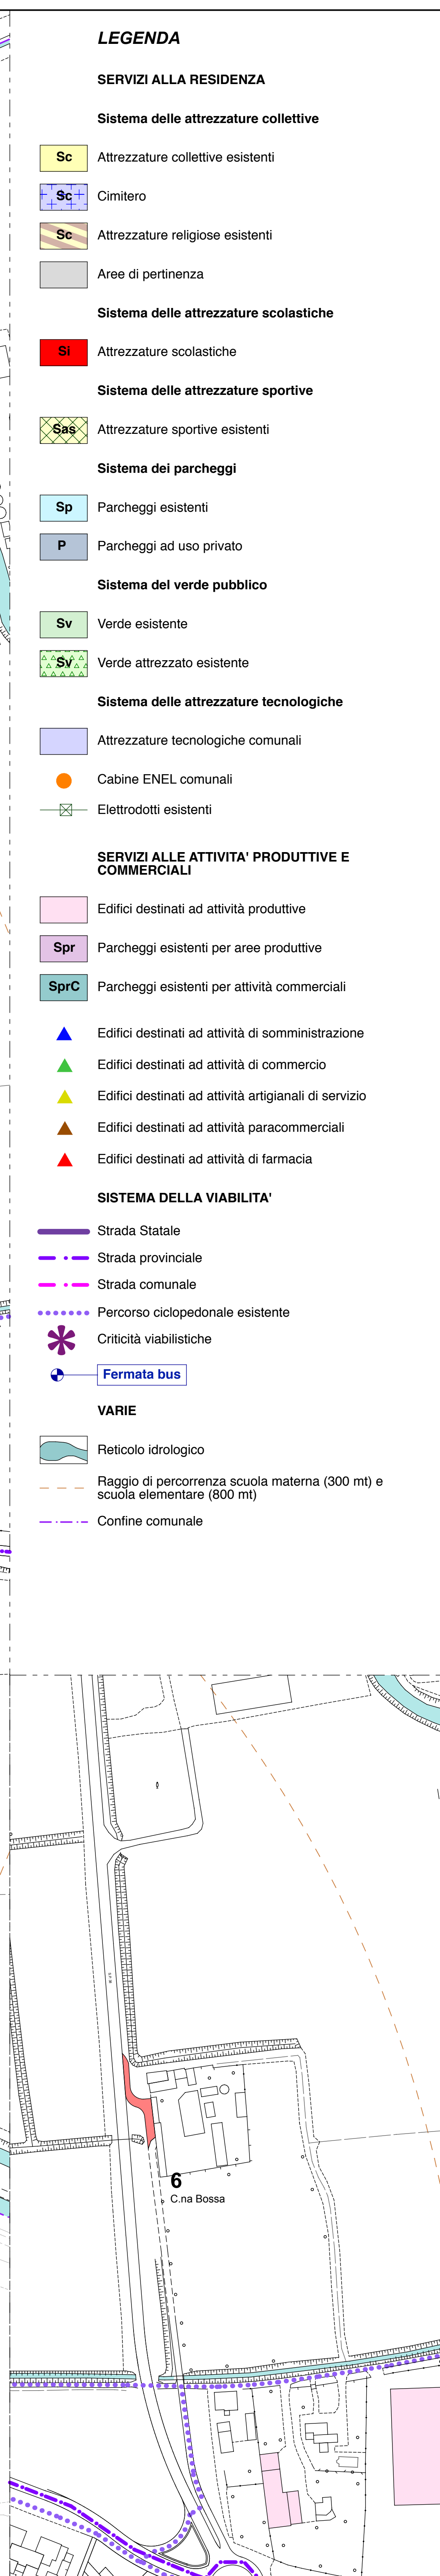 LEGENDA
SERVIZI ALLA RESIDENZA
Sistema delle attrezzature collettive
Sc Attrezzature collettive esistenti
Sc Cimitero
Sc Attrezzature religiose esistenti
Aree di pertinenza
Sistema delle attrezzature scolastiche
Si Attrezzature scolastiche
Sistema delle attrezzature sportive
Sas Attrezzature sportive esistenti
Sistema dei parcheggi
Sp Parcheggi esistenti
P Parcheggi ad uso privato
Sistema del verde pubblico
Sv Verde esistente
Sv Verde attrezzato esistente
Sistema delle attrezzature tecnologiche
Attrezzature tecnologiche comunali
Cabine ENEL comunali
Elettrodotti esistenti
SERVIZI ALLE ATTIVITA' PRODUTTIVE E
COMMERCIALI
Edifici destinati ad attività produttive
Spr Parcheggi esistenti per aree produttive
SprC Parcheggi esistenti per attività commerciali
Edifici destinati ad attività di somministrazione
Edifici destinati ad attività di commercio
Edifici destinati ad attività artigianali di servizio
Edifici destinati ad attività paracommerciali
Edifici destinati ad attività di farmacia
SISTEMA DELLA VIABILITA'
Strada Statale
Strada provinciale
Strada comunale
Percorso ciclopedonale esistente
Criticità viabilistiche
Fermata bus
VARIE
Reticolo idrologico
Raggio di percorrenza scuola materna (300 mt) e
scuola elementare (800 mt)
Confine comunale
6
C.na Bossa